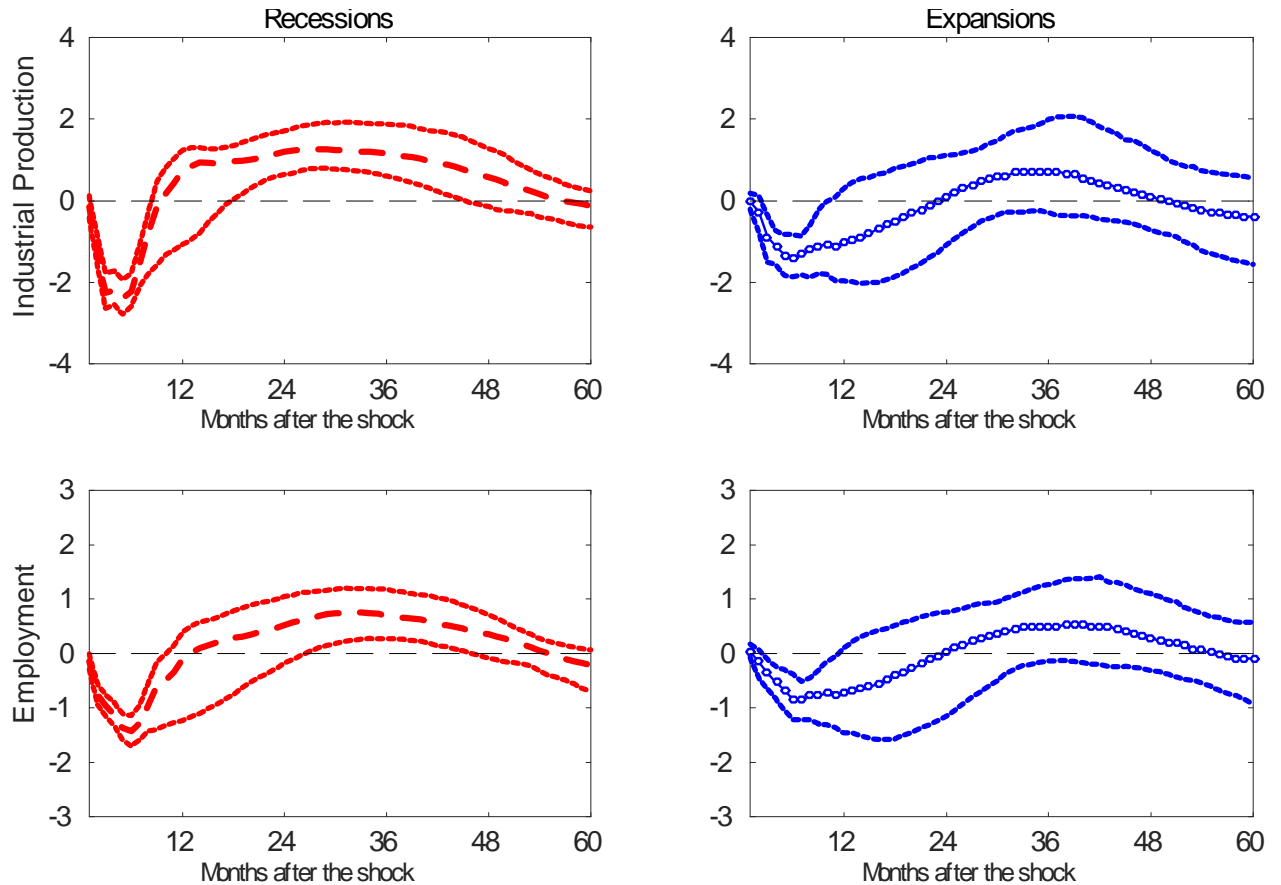 Recessions
Expansions
Industrial Production
4
2
0
-2
-4
12 24 36 48 60
Months after the shock
4
2
0
-2
-4
12 24 36 48 60
Months after the shock
Employment
3
2
1
0
-1
-2
-3
12 24 36 48 60
Months after the shock
3
2
1
0
-1
-2
-3
12 24 36 48 60
Months after the shock